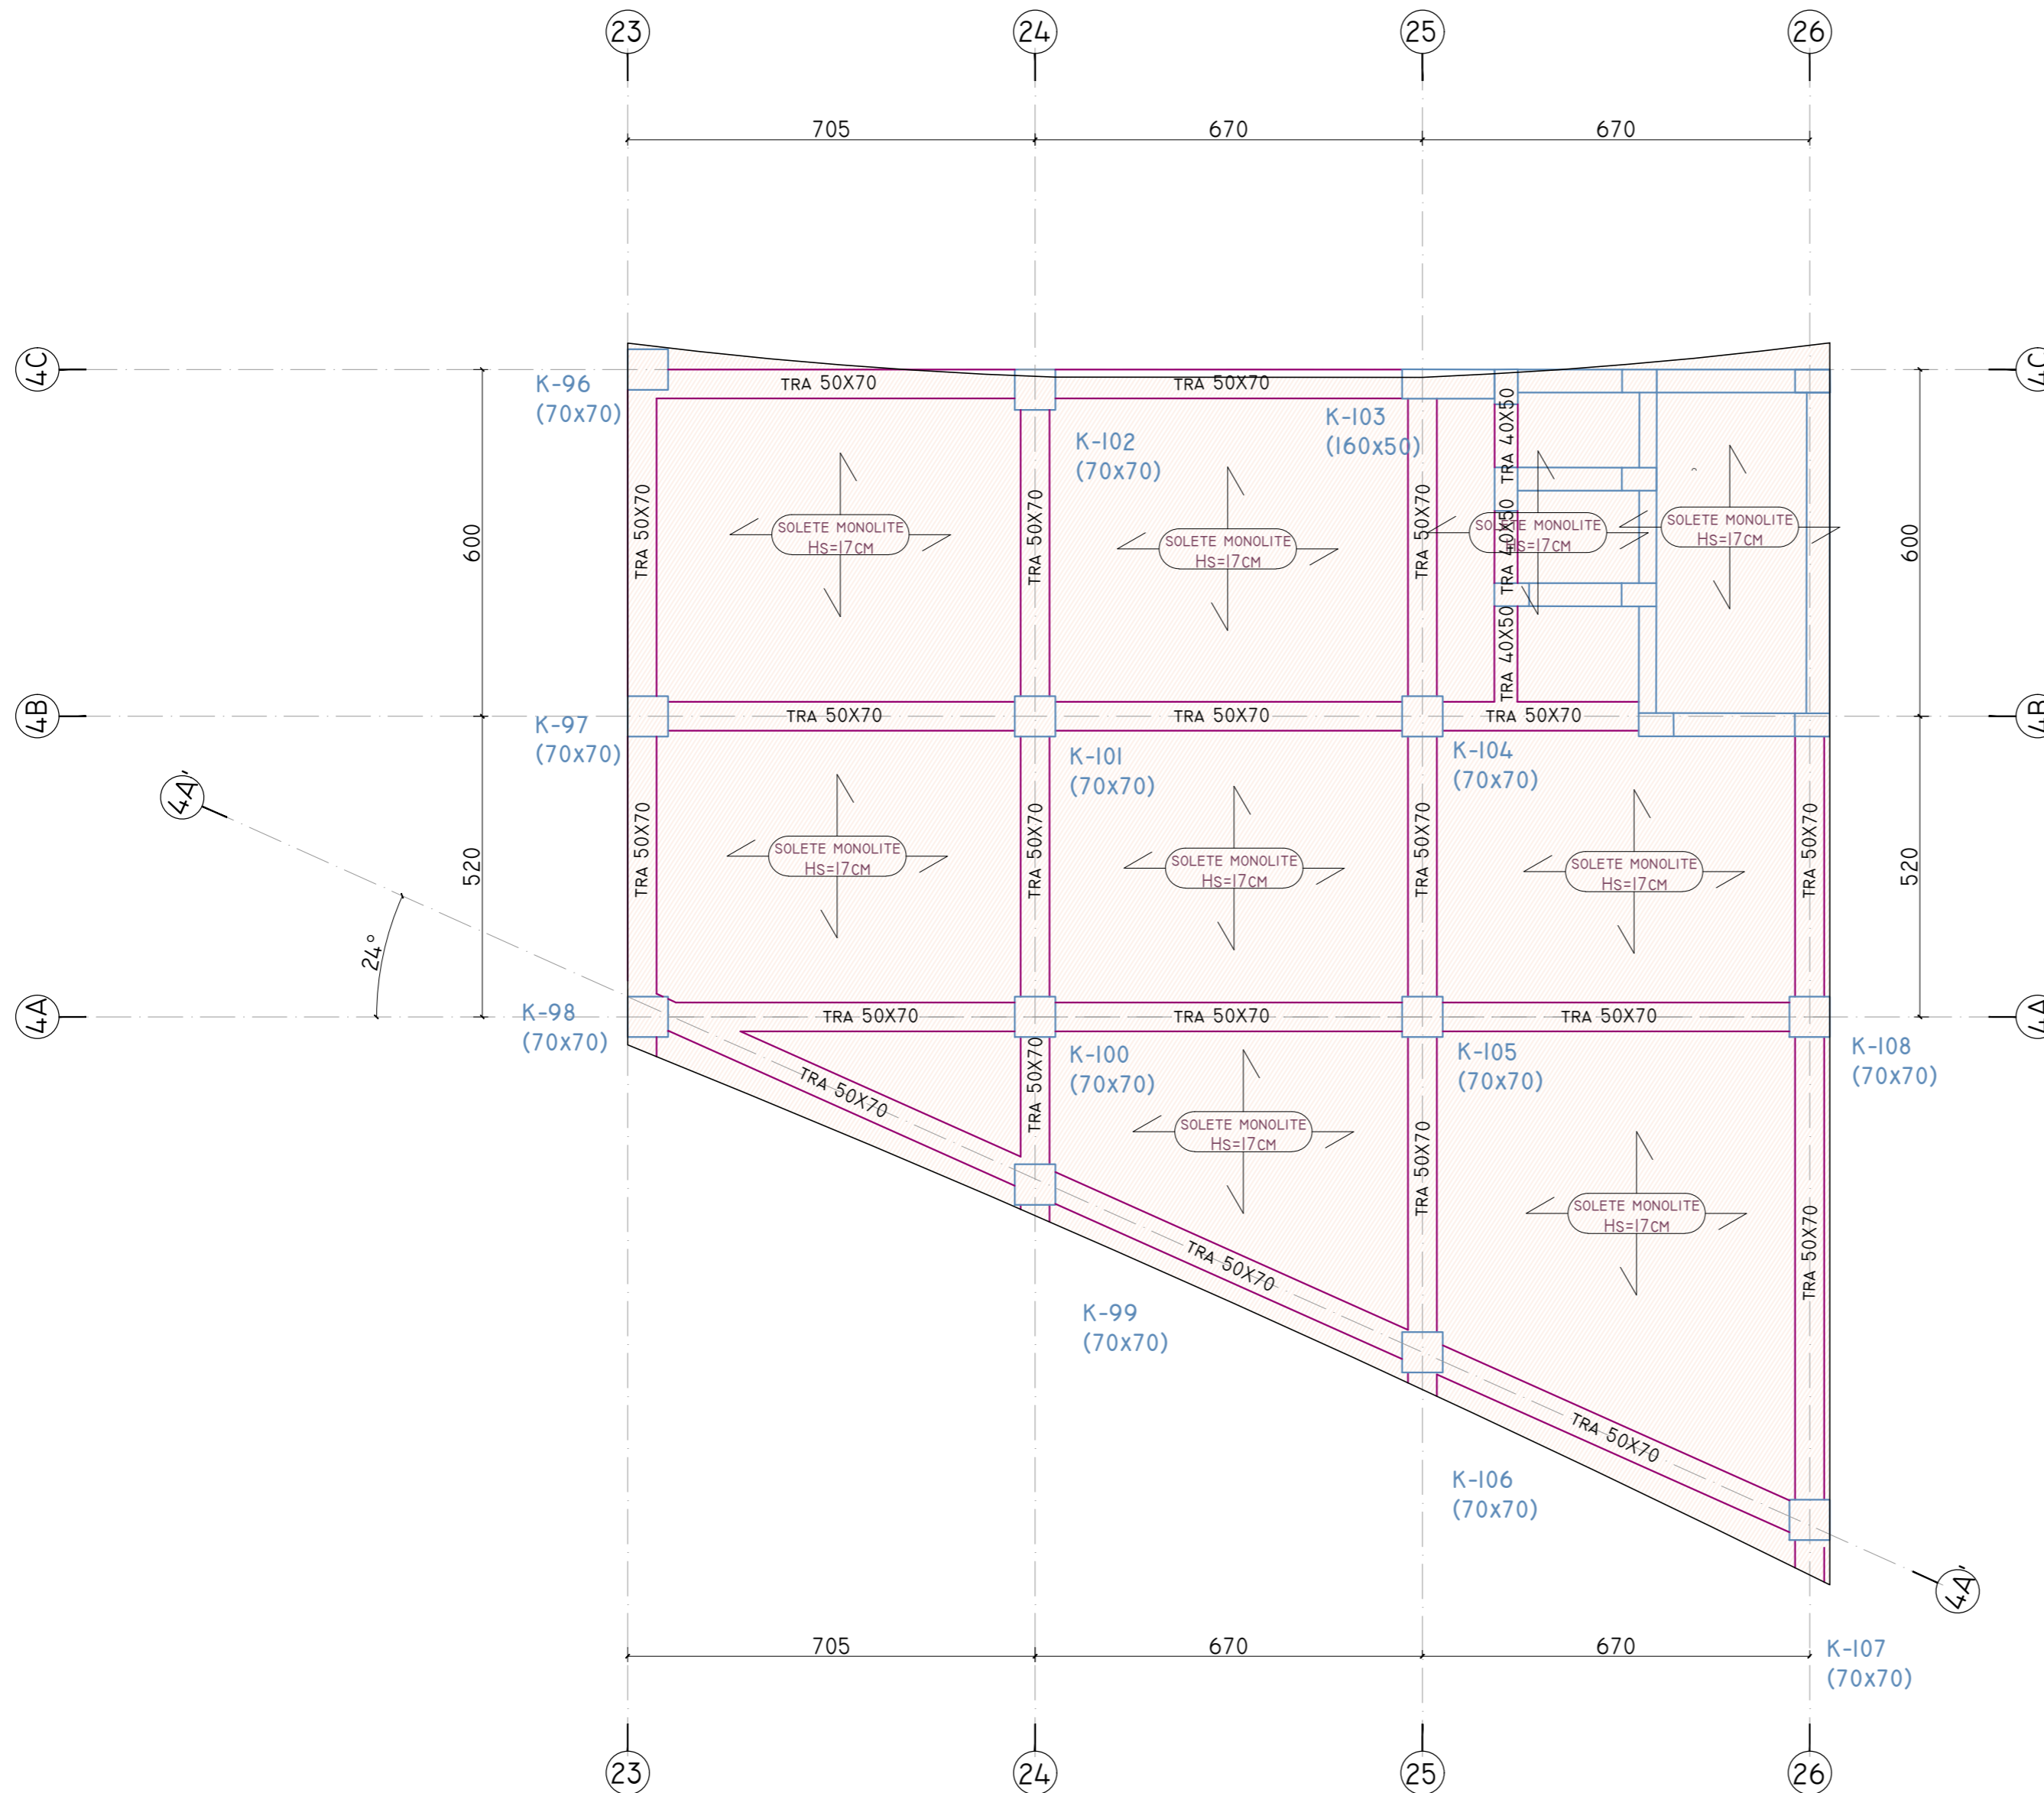 23
24
25
26
705
670
670
4C
4C
K-96
(70x70)
TRA 50X70
TRA 50X70
K-102
(70x70)
K-103
(160x50)
TRA 40X50
600
TRA 50X70
SOLETE MONOLITE
Hs=17cm
TRA 50X70
SOLETE MONOLITE
Hs=17cm
TRA 50X70
SOLETE MONOLITE
Hs=17cm
TRA 40X50
SOLETE MONOLITE
Hs=17cm
600
TRA 40X50
4B
K-97
(70x70)
TRA 50X70
TRA 50X70
TRA 50X70
4B
K-101
(70x70)
K-104
(70x70)
4A'
520
TRA 50X70
SOLETE MONOLITE
Hs=17cm
TRA 50X70
SOLETE MONOLITE
Hs=17cm
TRA 50X70
SOLETE MONOLITE
Hs=17cm
TRA 50X70
520
24°
4A
K-98
(70x70)
TRA 50X70
TRA 50X70
TRA 50X70
4A
K-100
(70x70)
K-105
(70x70)
K-108
(70x70)
TRA 50X70
TRA 50X70
SOLETE MONOLITE
Hs=17cm
TRA 50X70
SOLETE MONOLITE
Hs=17cm
TRA 50X70
TRA 50X70
K-99
(70x70)
TRA 50X70
K-106
(70x70)
4A'
705
670
670
K-107
(70x70)
23
24
25
26